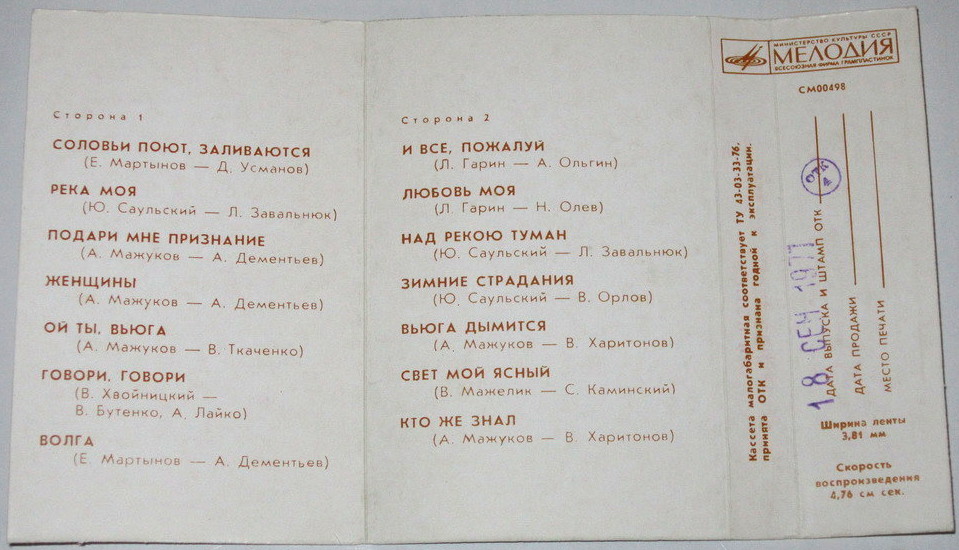 Сторона 1
СОЛОВЬИ ПОЮТ, ЗАЛИВАЮТСЯ
(Е. Мартынов — Д. Усманов)
РЕКА МОЯ
(Ю. Саульский — Л. Завальнюк)
ПОДАРИ МНЕ ПРИЗНАНИЕ
(А. Мажуков — А. Дементьев)
ЖЕНЩИНЫ
(А. Мажуков — А. Дементьев)
ОЙ ТЫ, ВЬЮГА
(А. Мажуков — В. Ткаченко)
ГОВОРИ, ГОВОРИ
(В. Хвойницкий —
В. Бутенко, А. Лайко)
ВОЛГА
(Е. Мартынов — А. Дементьев)
Сторона 2
И ВСЕ, ПОЖАЛУЙ
(Л. Гарин — А. Ольгин)
ЛЮБОВЬ МОЯ
(Л. Гарин — Н. Олев)
НАД РЕКОЮ ТУМАН
(Ю. Саульский — Л. Завальнюк)
ЗИМНИЕ СТРАДАНИЯ
(Ю. Саульский — В. Орлов)
ВЬЮГА ДЫМИТСЯ
(А. Мажуков — В. Харитонов)
СВЕТ МОЙ ЯСНЫЙ
(В. Мажелик — С. Каминский)
КТО ЖЕ ЗНАЛ
(А. Мажуков — В. Харитонов)
Кассета малогабаритная соответствует ТУ 43-03-33-76.
принята ОТК и признана годной к эксплуатации.
МИНИСТЕРСТВО КУЛЬТУРЫ СССР
МЕЛОДИЯ
ВСЕСОЮЗНАЯ ФИРМА ГРАМПЛАСТИНОК
СМ00498
18 СЕН 1977
ОТК
4
ДАТА ВЫПУСКА И ШТАМП ОТК
ДАТА ПРОДАЖИ
МЕСТО ПЕЧАТИ
Ширина ленты
3,81 мм
Скорость
воспроизведения
4,76 см сек.